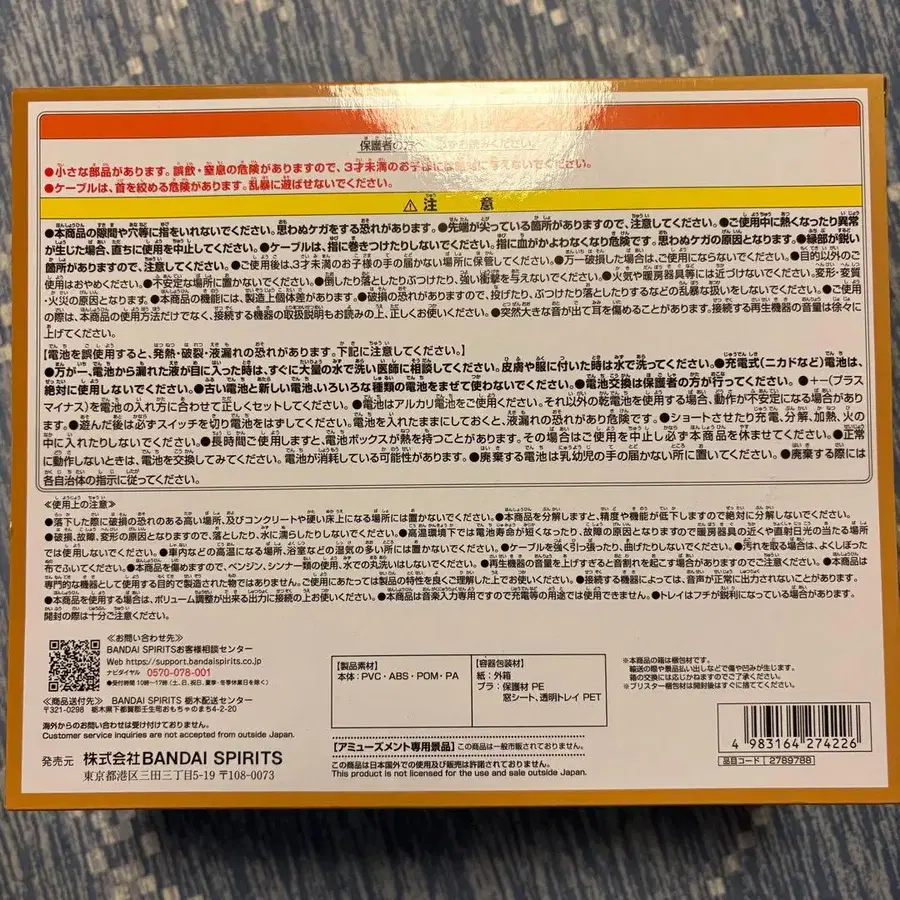 保護者の方へ 必ずお読みください。
●小さな部品があります。誤飲・窒息の危険がありますので、3才未満のお子様には絶対に与えないでください。
●ケーブルは、首を絞める危険があります。乱暴に遊ばせないでください。
⚠注 意
●本商品の隙間や穴等に指をいれないでください。思わぬケガをする恐れがあります。●先端が尖っている箇所がありますので、注意してください。●ご使用中に熱くなったり異常
が生じた場合、直ちに使用を中止してください。●ケーブルは、指に巻きつけたりしないでください。指に血がかよわなくなり危険です。思わぬケガの原因となります。●縁部が鋭い
箇所がありますので、注意してください。●ご使用後は、3才未満のお子様の手の届かない場所に保管してください。●万一破損した場合は、ご使用にならないでください。●目的以外のご
使用はおやめください。●不安定な場所に置かないでください。●倒したり落としたりぶつけたり、強い衝撃を与えないでください。●火気や暖房器具等には近づけないでください。変形・変質
・火災の原因となります。●本商品の機能には、製造上個体差があります。●破損の恐れがありますので、投げたり、ぶつけたり落としたりするなどの乱暴な扱いをしないでください。●ご使用
の際は、本商品の使用方法だけでなく、接続する機器の取扱説明もお読みの上、正しくお使いください。●突然大きな音が出て耳を傷めることがあります。接続する再生機器の音量は徐々に
上げてください。
【電池を誤使用すると、発熱・破裂・液漏れの恐れがあります。下記に注意してください。】
●万が一、電池から漏れた液が目に入った時は、すぐに大量の水で洗い医師に相談してください。皮膚や服に付いた時は水で洗ってください。●充電式(ニカドなど)電池は、
絶対に使用しないでください。●古い電池と新しい電池、いろいろな種類の電池をまぜて使わないでください。●電池交換は保護者の方が行ってください。●+-(プラス
マイナス)を電池の入れ方に合わせて正しくセットしてください。●電池はアルカリ電池をご使用ください。それ以外の乾電池を使用する場合、動作が不安定になる場合があり
ます。●遊んだ後は必ずスイッチを切り電池をはずしてください。電池を入れたままにしておくと、液漏れの恐れがあり危険です。●ショートさせたり充電、分解、加熱、火の
中に入れたりしないでください。●長時間ご使用しますと、電池ボックスが熱を持つことがあります。その場合はご使用を中止し必ず本商品を休ませてください。●正常
に動作しないときは、電池を交換してみてください。電池が消耗している可能性があります。●廃棄する電池は乳幼児の手の届かない所に置いてください。●廃棄する際には
各自治体の指示に従ってください。
≪使用上の注意≫
●落下した際に破損の恐れのある高い場所、及びコンクリートや硬い床上になる場所には置かないでください。●本商品を分解しますと、精度や機能が低下しますので絶対に分解しないでください。
●破損、故障、変形の原因となりますので、落としたり、水に濡らしたりしないでください。●高温環境下では電池寿命が短くなったり、故障の原因となりますので暖房器具の近くや直射日光の当たる場所
では使用しないでください。●車内などの高温になる場所、浴室などの湿気の多い所には置かないでください。●ケーブルを強く引っ張ったり、曲げたりしないでください。●汚れを取る場合は、よくしぼった
布でふいてください。●本商品を傷めますので、ベンジン、シンナー類の使用、水での丸洗いはしないでください。●再生機器の音量を上げすぎると音割れを起こす場合がありますのでご注意ください。●本商品は
専門的な機器として使用する目的で製造された物ではありません。ご使用にあたっては製品の特性を良くご理解した上でお使いください。●接続する機器によっては、音声が正常に出力されないことがあります。
●本商品を使用する場合は、ボリューム調整が出来る出力に接続の上お使いください。●本商品は音楽入力専用ですので充電等の用途では使用できません。●トレイはフチが鋭利になっている場合があります。
開封の際は十分ご注意ください。
≪お問い合わせ先≫
BANDAI SPIRITSお客様相談センター
Web https://support.bandaispirits.co.jp
ナビダイヤル 0570-078-001
●受付時間 10時〜17時 (土、日、祝日、夏季・冬季休業日を除く)
≪商品送付先≫ BANDAI SPIRITS 栃木配送センター
〒321-0298 栃木県下都賀郡壬生町おもちゃのまち4-2-20
海外からのお問い合わせは受け付けておりません。
Customer service inquiries are not accepted from outside Japan.
発売元 株式会社BANDAI SPIRITS
東京都港区三田三丁目5-19 〒108-0073
【製品素材】
本体:PVC・ABS・POM・PA
【容器包装材】
紙:外箱
プラ:保護材 PE
窓シート、透明トレイ PET
【アミューズメント専用景品】 この商品は一般市販されておりません。
この商品は日本国外での使用及び販売は許諾しておりません。
This product is not licensed for the use and sale outside Japan.
※本商品の箱は梱包材です。
輸送の際や景品払い出しなどで傷や凹みが生じます。
箱の交換には応じかねますのでご了承ください。
※ブリスター梱包材は開封後はすぐに捨ててください。
4 983164 274226
品目コード 2789788